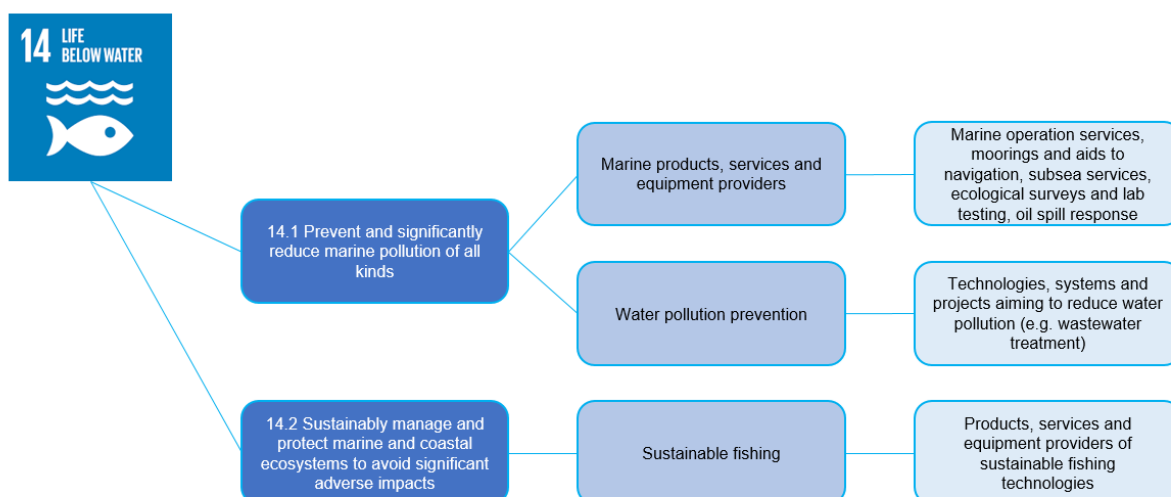 14 LIFE
BELOW WATER
14.1 Prevent and significantly
reduce marine pollution of all
kinds
Marine products, services and
equipment providers
Marine operation services,
moorings and aids to
navigation, subsea services,
ecological surveys and lab
testing, oil spill response
Water pollution prevention
Technologies, systems and
projects aiming to reduce water
pollution (e.g. wastewater
treatment)
14.2 Sustainably manage and
protect marine and coastal
ecosystems to avoid significant
adverse impacts
Sustainable fishing
Products, services and
equipment providers of
sustainable fishing
technologies